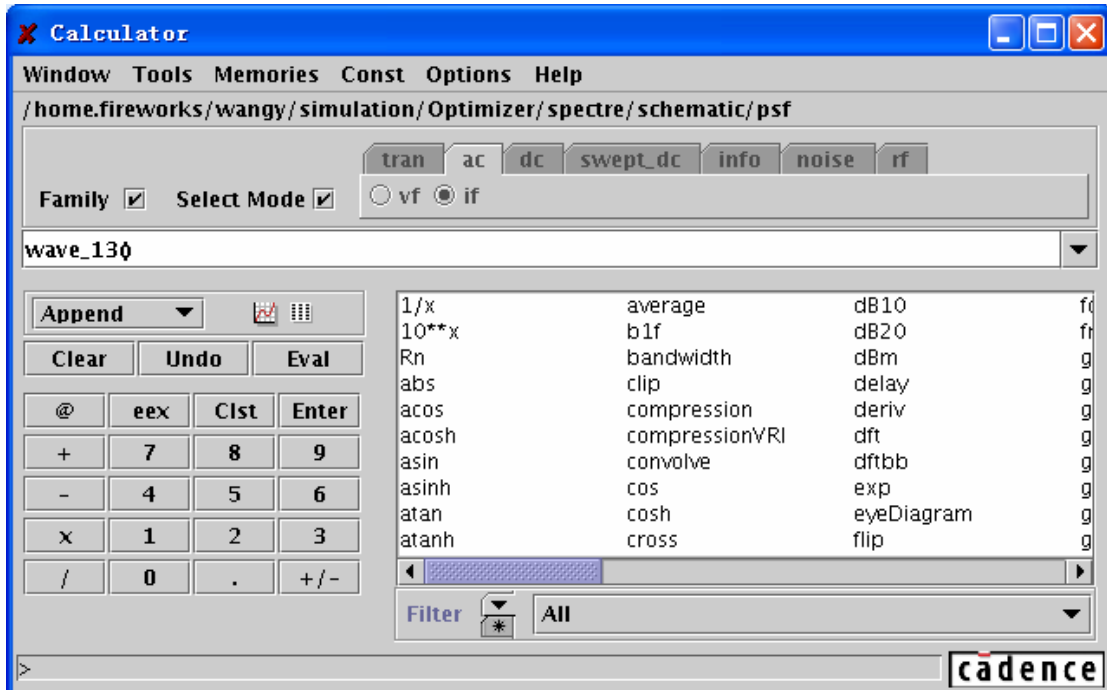 Calculator
Window Tools Memories Const Options Help
/home.fireworks/wangy/simulation/Optimizer/spectre/schematic/psf
tran ac dc swept_dc info noise rf
Family Select Mode vf if
wave_130
Append
Clear Undo Eval
@ eex Clst Enter
+ 7 8 9
- 4 5 6
x 1 2 3
/ 0 . +/-
1/x average dB10
10**x b1f dB20
Rn bandwidth dBm
abs clip delay
acos compression deriv
acosh compressionVRI dft
asin convolve dftbb
asinh cos exp
atan cosh eyeDiagram
atanh cross flip
Filter * All
>
cādence